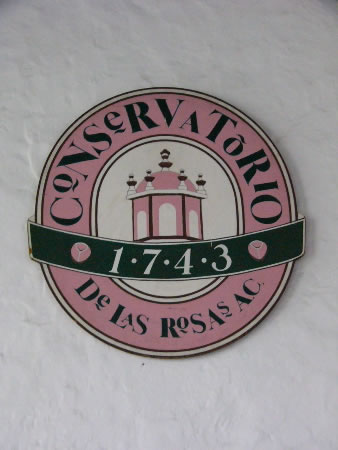 CONSERVATORIO
1·7·4·3
De LAS ROSAS A.C.